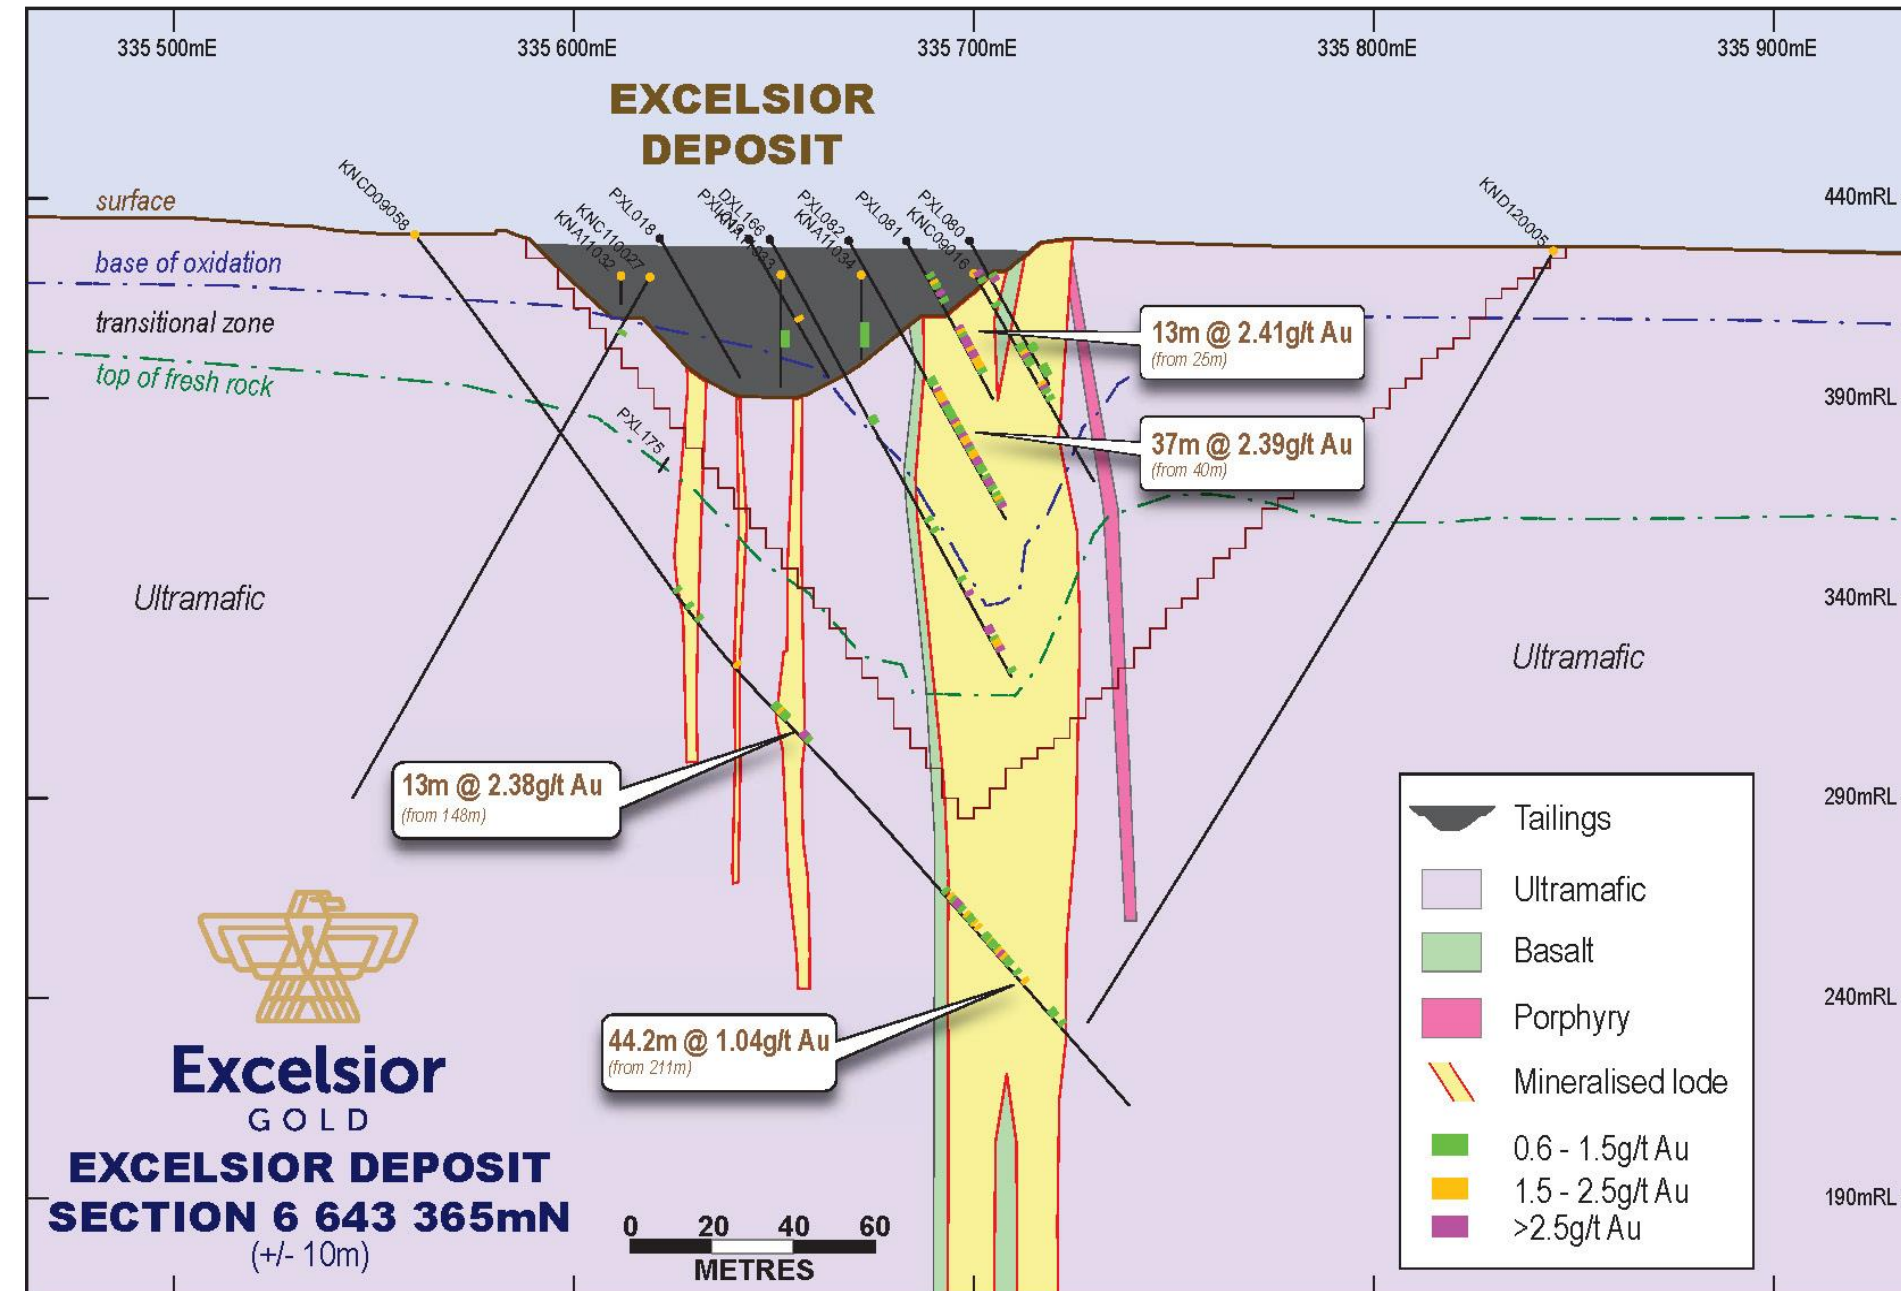 335 500mE
335 600mE
335 700mE
335 800mE
335 900mE
EXCELSIOR
DEPOSIT
KNCD09058
KNA11032
KNC110027
PXL018
DXL166
PXL082
KNA11034
PXL081
KNC09016
PXL080
KND120005
440mRL
surface
base of oxidation
transitional zone
top of fresh rock
PXL175
13m @ 2.41g/t Au
(from 25m)
390mRL
37m @ 2.39g/t Au
(from 40m)
Ultramafic
340mRL
Ultramafic
13m @ 2.38g/t Au
(from 148m)
290mRL
44.2m @ 1.04g/t Au
(from 211m)
240mRL
190mRL
Tailings
Ultramafic
Basalt
Porphyry
Mineralised lode
0.6 - 1.5g/t Au
1.5 - 2.5g/t Au
>2.5g/t Au
Excelsior
GOLD
EXCELSIOR DEPOSIT
SECTION 6 643 365mN
(+/- 10m)
0 20 40 60
METRES